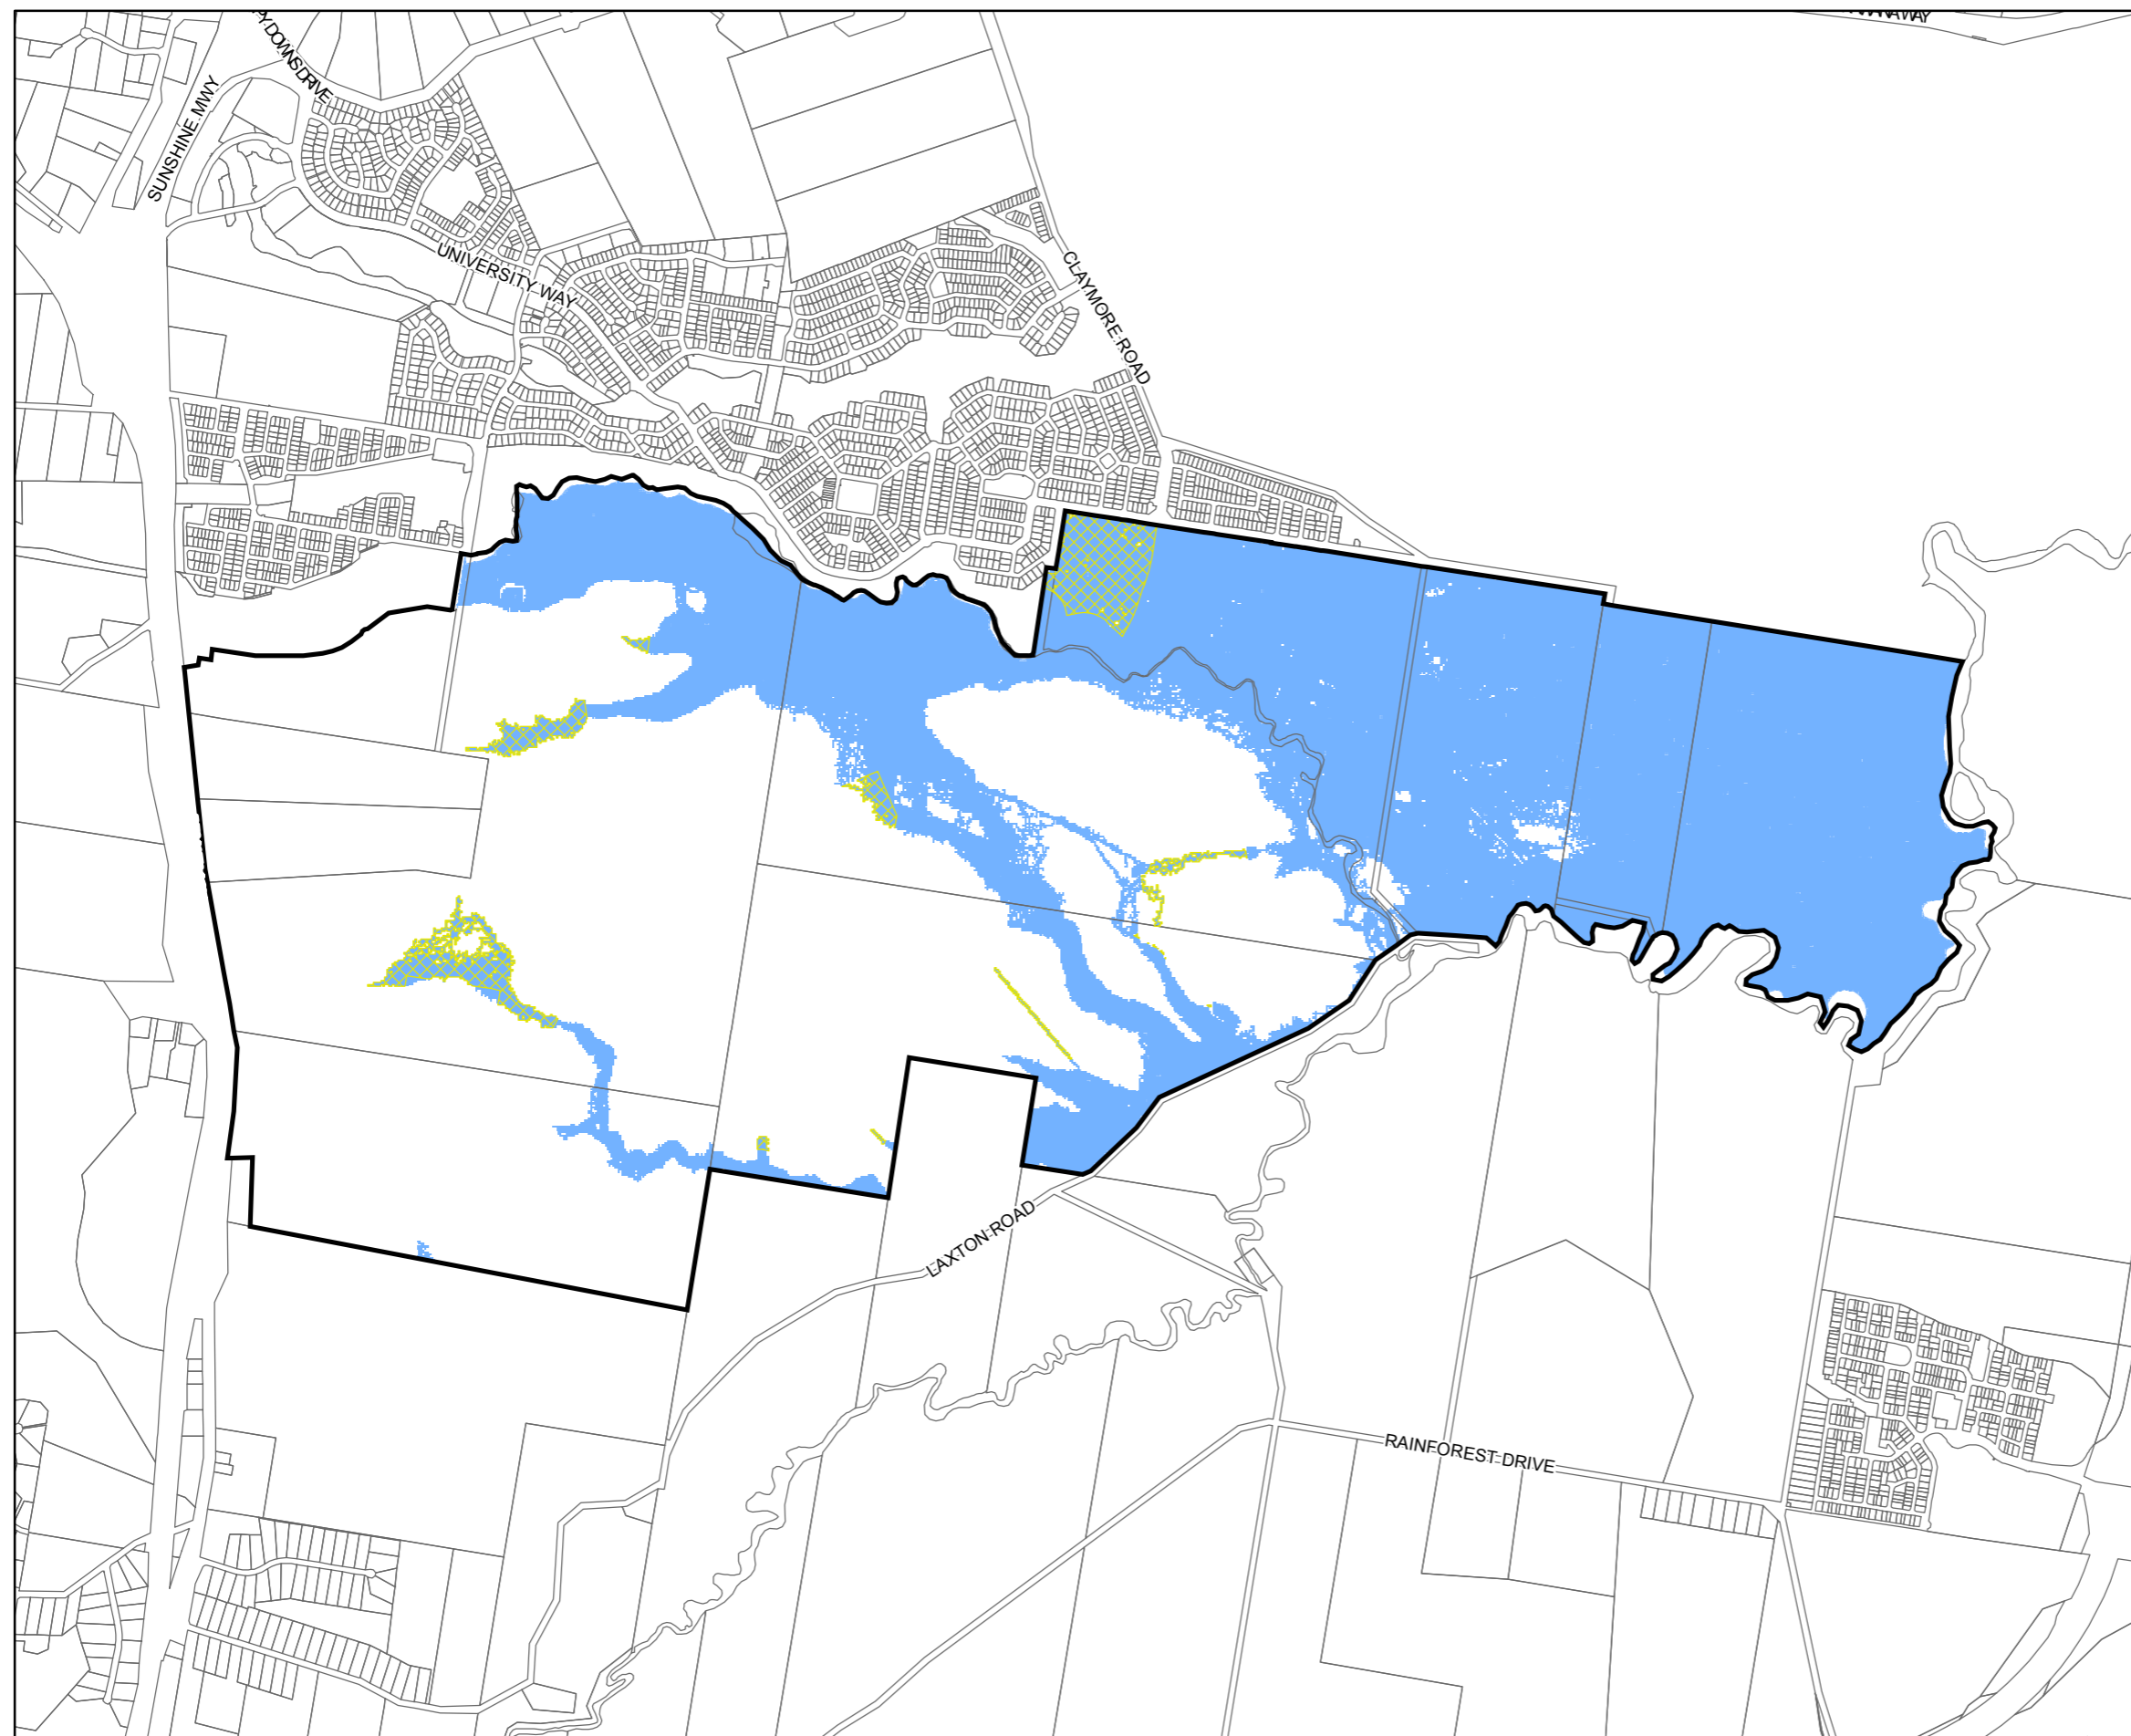 DOWNS DRIVE
SUNSHINE MWY
UNIVERSITY WAY
CLAYMORE ROAD
LAXTON ROAD
RAINFOREST DRIVE